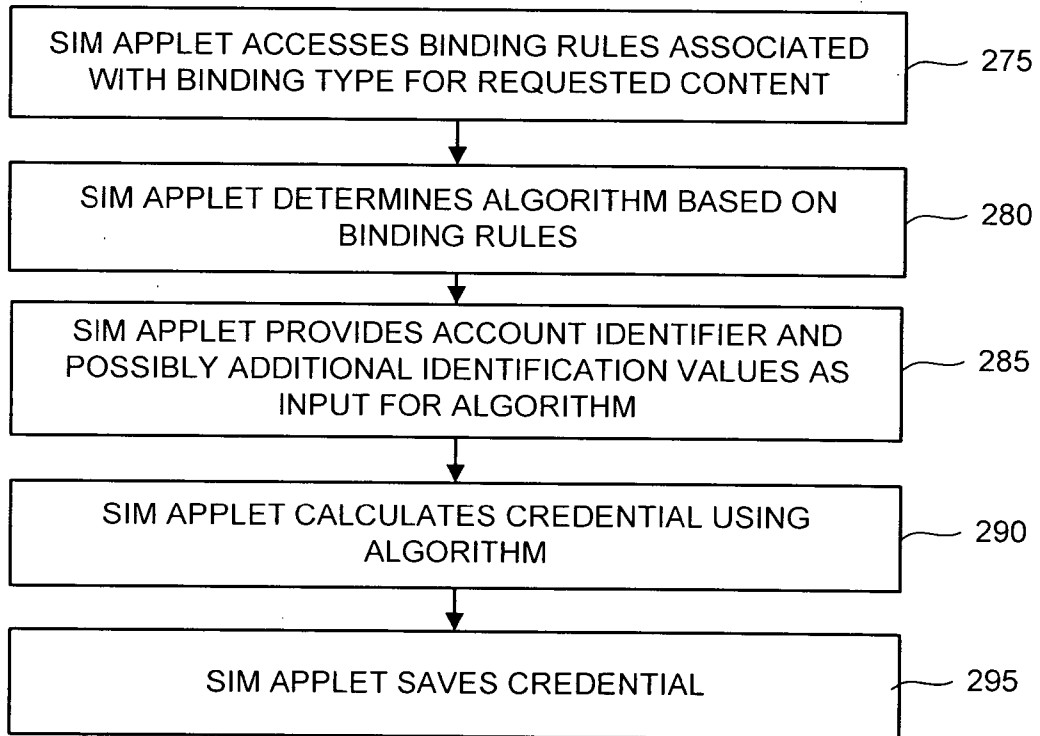 SIM APPLET ACCESSES BINDING RULES ASSOCIATED
WITH BINDING TYPE FOR REQUESTED CONTENT
275
SIM APPLET DETERMINES ALGORITHM BASED ON
BINDING RULES
280
SIM APPLET PROVIDES ACCOUNT IDENTIFIER AND
POSSIBLY ADDITIONAL IDENTIFICATION VALUES AS
INPUT FOR ALGORITHM
285
SIM APPLET CALCULATES CREDENTIAL USING
ALGORITHM
290
SIM APPLET SAVES CREDENTIAL
295